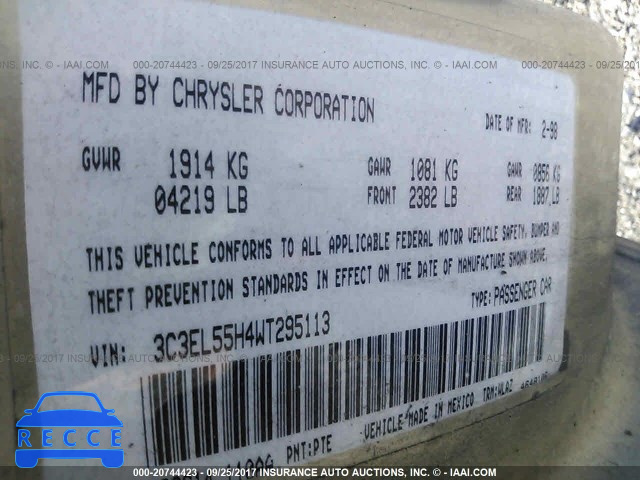 000-20744423 - 09/25/2017 INSURANCE AUTO AUCTIONS, INC. - © IAAI.COM
MFD BY CHRYSLER CORPORATION
DATE OF MFR: 2-98
GVWR 1914 KG GAWR 1081 KG GAWR 0856 KG
04219 LB FRONT 2382 LB REAR 1887 LB
THIS VEHICLE CONFORMS TO ALL APPLICABLE FEDERAL MOTOR VEHICLE SAFETY, BUMPER AND
THEFT PREVENTION STANDARDS IN EFFECT ON THE DATE OF MANUFACTURE SHOWN ABOVE.
VIN: 3C3EL55H4WT295113 TYPE: PASSENGER CAR
PNT:PTE VEHICLE MADE IN MEXICO TRM:WLAZ
RECCE
000-20744423 - 09/25/2017 INSURANCE AUTO AUCTIONS, INC. - © IAAI.COM